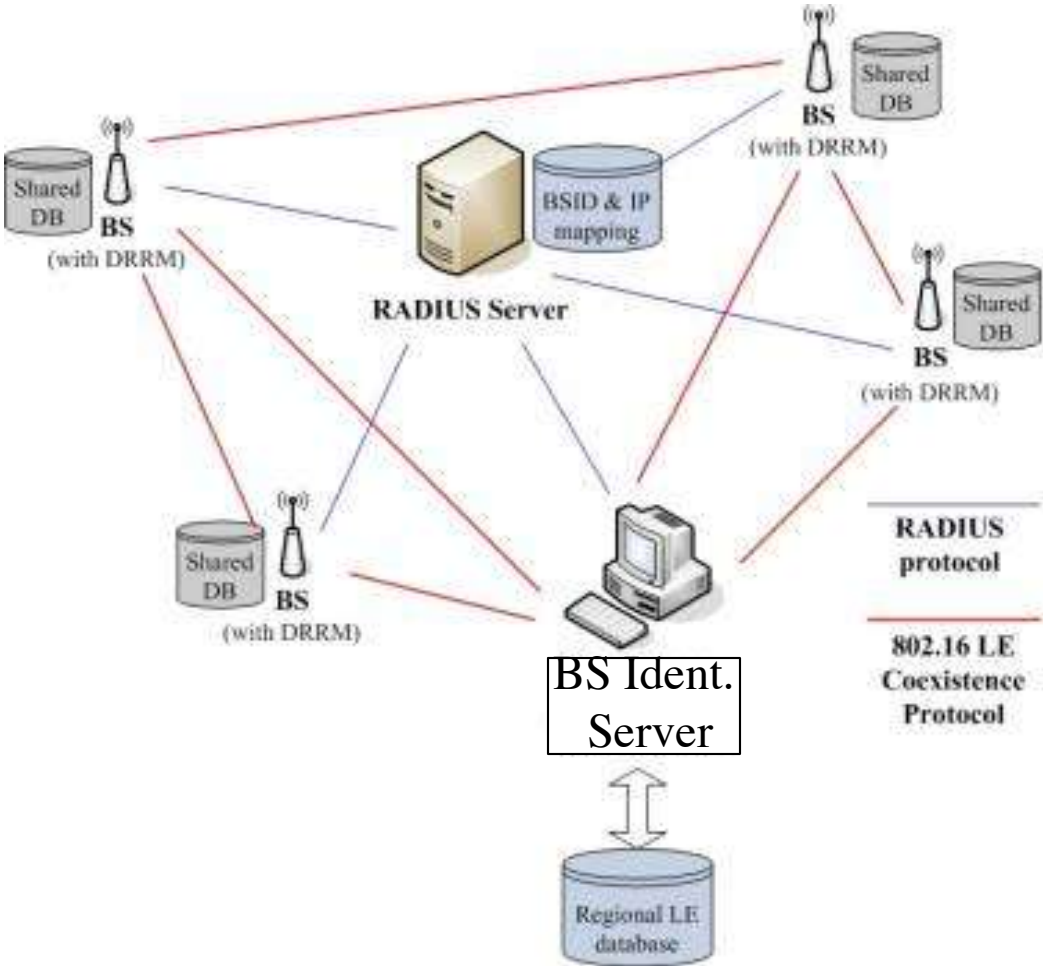 Shared
DB
BS
(with DRRM)
Shared
DB
BS
(with DRRM)
BSID & IP
mapping
RADIUS Server
Shared
DB
BS
(with DRRM)
Shared
DB
BS
(with DRRM)
RADIUS
protocol
802.16 LE
Coexistence
Protocol
BS Ident.
Server
Regional LE
database